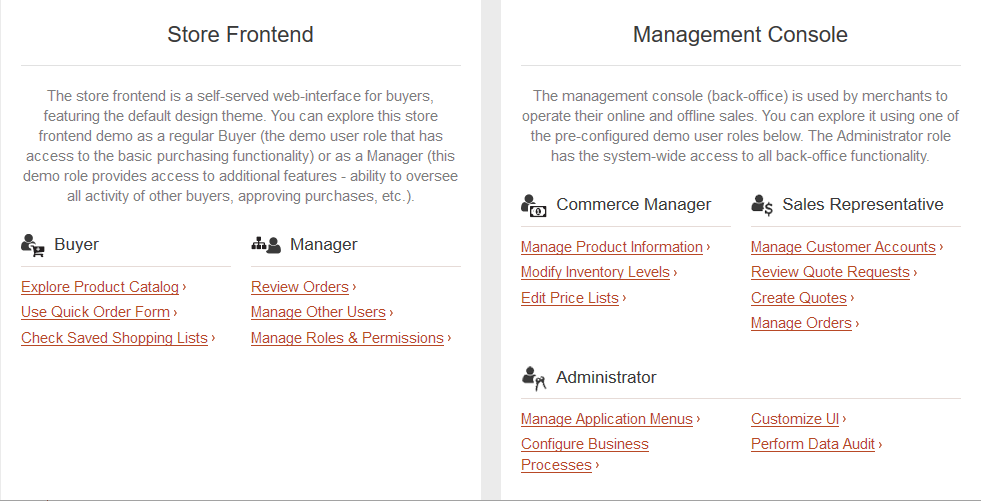 Store Frontend
The store frontend is a self-served web-interface for buyers,
featuring the default design theme. You can explore this store
frontend demo as a regular Buyer (the demo user role that has
access to the basic purchasing functionality) or as a Manager (this
demo role provides access to additional features - ability to oversee
all activity of other buyers, approving purchases, etc.).
Buyer
Explore Product Catalog ›
Use Quick Order Form ›
Check Saved Shopping Lists ›
Manager
Review Orders ›
Manage Other Users ›
Manage Roles & Permissions ›
Management Console
The management console (back-office) is used by merchants to
operate their online and offline sales. You can explore it using one of
the pre-configured demo user roles below. The Administrator role
has the system-wide access to all back-office functionality.
Commerce Manager
Manage Product Information ›
Modify Inventory Levels ›
Edit Price Lists ›
Sales Representative
Manage Customer Accounts ›
Review Quote Requests ›
Create Quotes ›
Manage Orders ›
Administrator
Manage Application Menus ›
Configure Business
Processes ›
Customize UI ›
Perform Data Audit ›